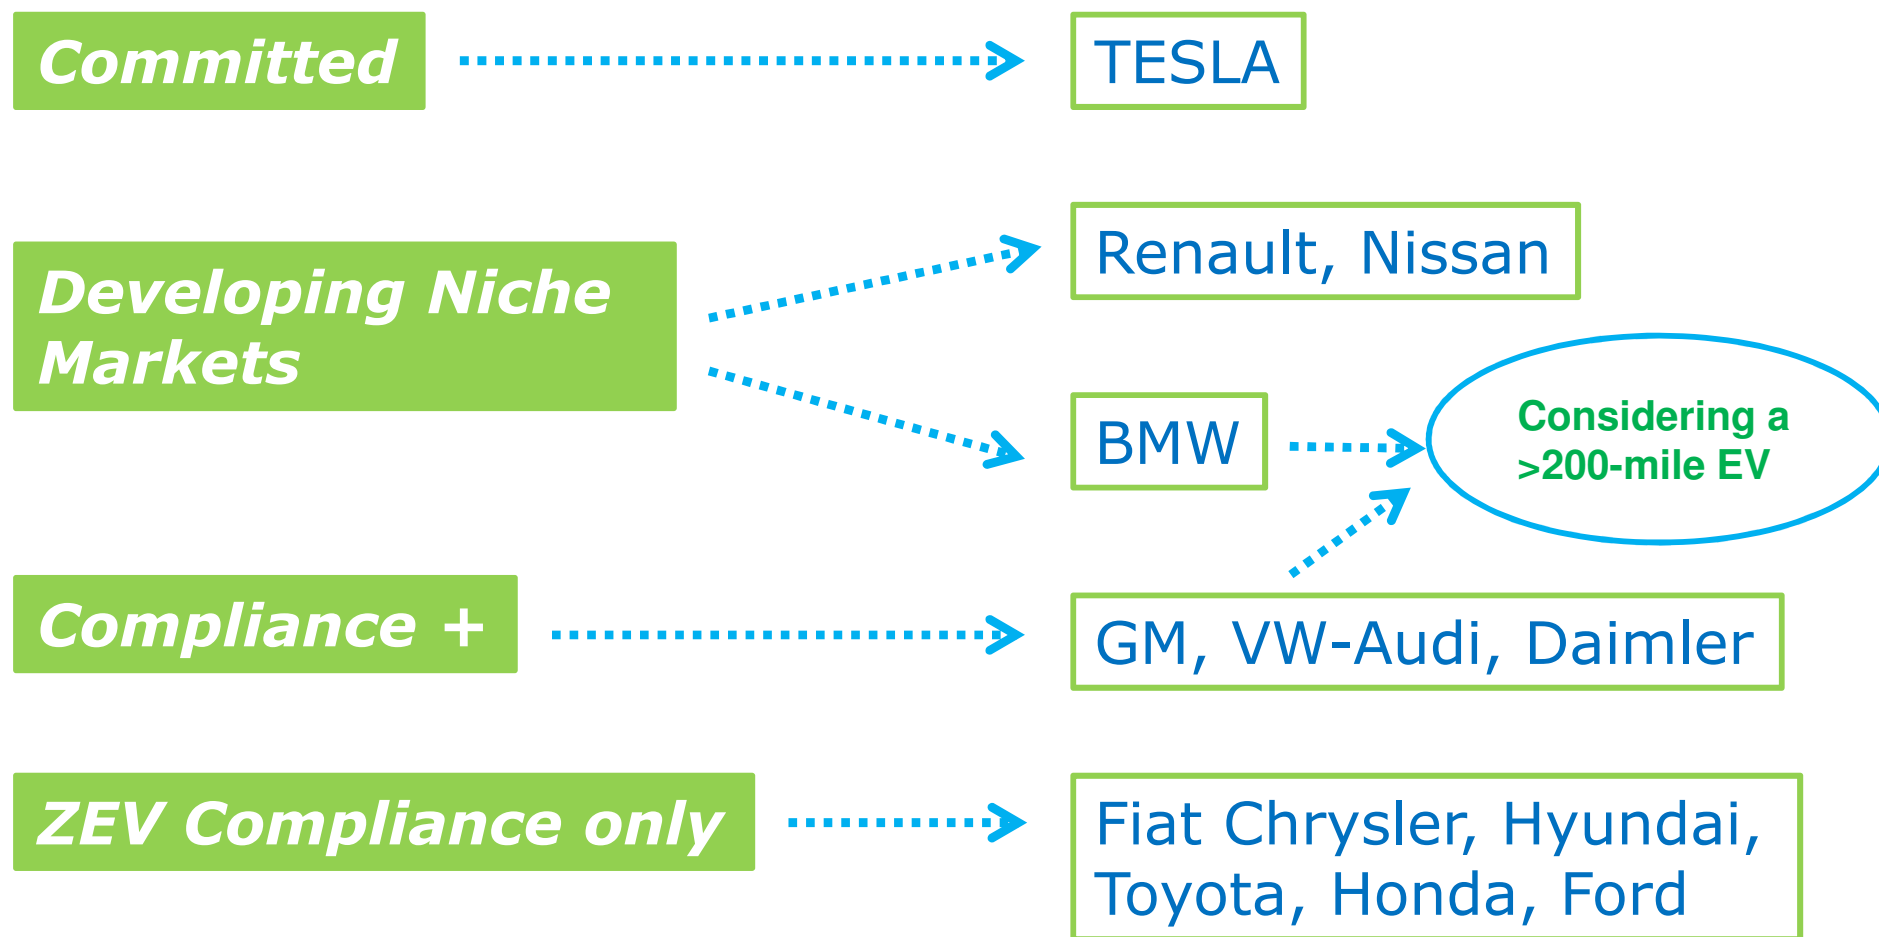 Committed
TESLA
Developing Niche
Markets
Renault, Nissan
BMW
Considering a
>200-mile EV
Compliance +
GM, VW-Audi, Daimler
ZEV Compliance only
Fiat Chrysler, Hyundai,
Toyota, Honda, Ford